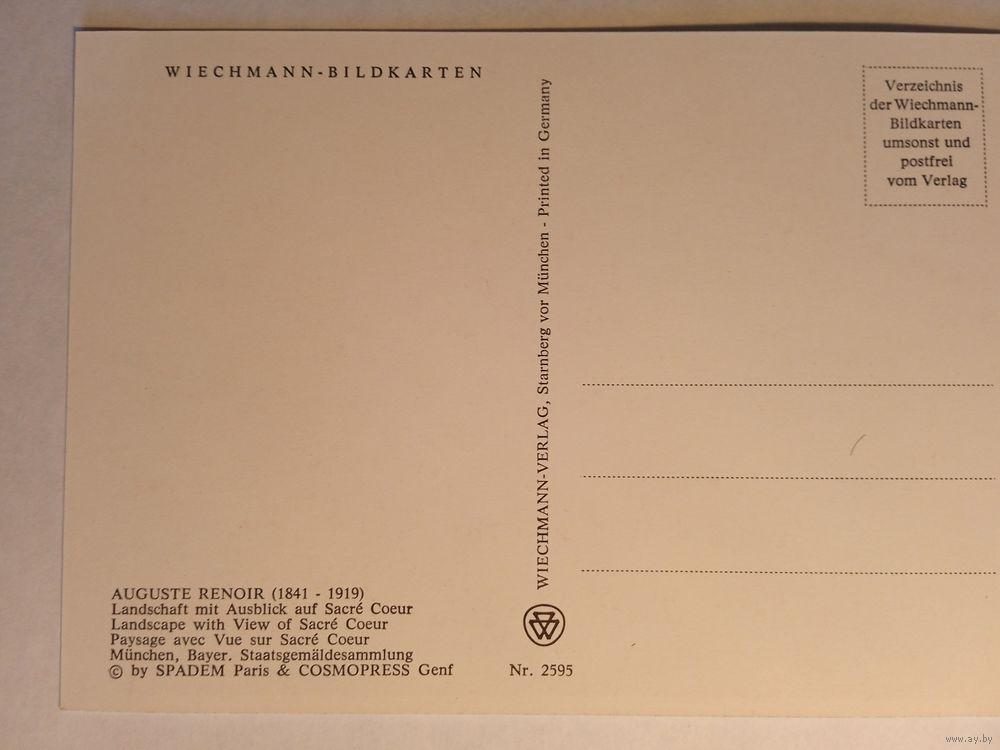 WIECHMANN-BILDKARTEN
AUGUSTE RENOIR (1841 - 1919)
Landschaft mit Ausblick auf Sacré Coeur
Landscape with View of Sacré Coeur
Paysage avec Vue sur Sacré Coeur
München, Bayer. Staatsgemäldesammlung
© by SPADEM Paris & COSMOPRESS Genf
WIECHMANN-VERLAG, Starnberg vor München - Printed in Germany
Nr. 2595
Verzeichnis
der Wiechmann-
Bildkarten
umsonst und
postfrei
vom Verlag
www.ay.by